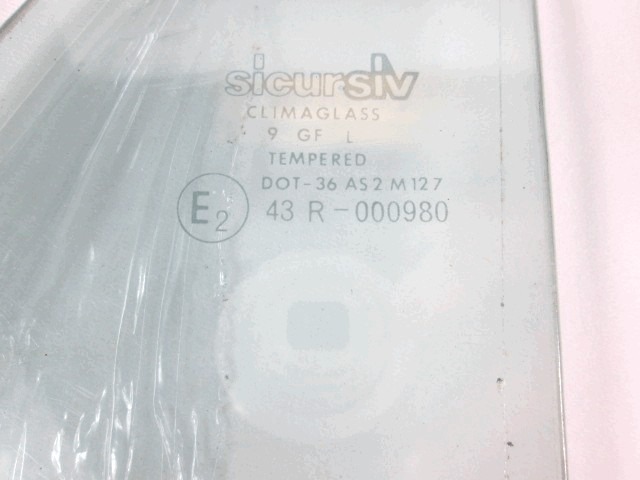 sicursiv
CLIMAGLASS
9 GF L
TEMPERED
DOT-36 AS2 M127
E2 43 R-000980